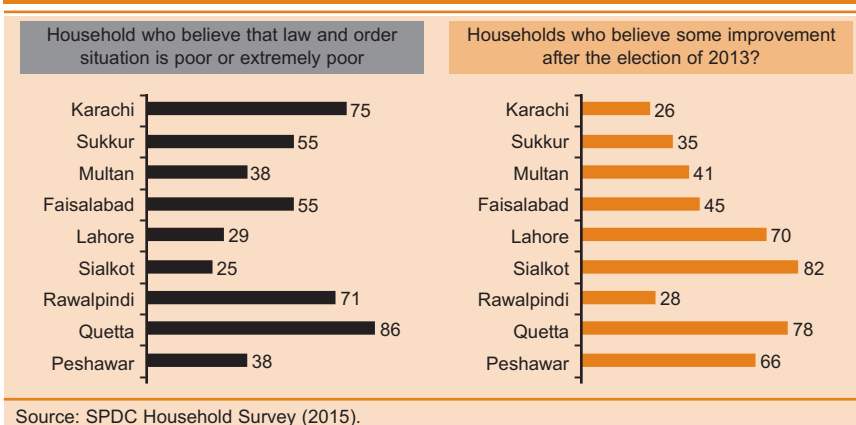 Household who believe that law and order
situation is poor or extremely poor
Karachi 75
Sukkur 55
Multan 38
Faisalabad 55
Lahore 29
Sialkot 25
Rawalpindi 71
Quetta 86
Peshawar 38
Households who believe some improvement
after the election of 2013?
Karachi 26
Sukkur 35
Multan 41
Faisalabad 45
Lahore 70
Sialkot 82
Rawalpindi 28
Quetta 78
Peshawar 66
Source: SPDC Household Survey (2015).